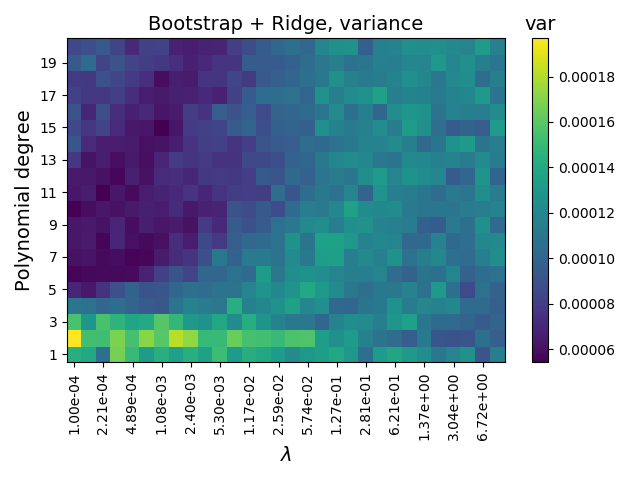 Bootstrap + Ridge, variance
var
Polynomial degree
19
17
15
13
11
9
7
5
3
1
0.00018
0.00016
0.00014
0.00012
0.00010
0.00008
0.00006
1.00e-04
2.21e-04
4.89e-04
1.08e-03
2.40e-03
5.30e-03
1.17e-02
2.59e-02
5.74e-02
1.27e-01
2.81e-01
6.21e-01
1.37e+00
3.04e+00
6.72e+00
λ